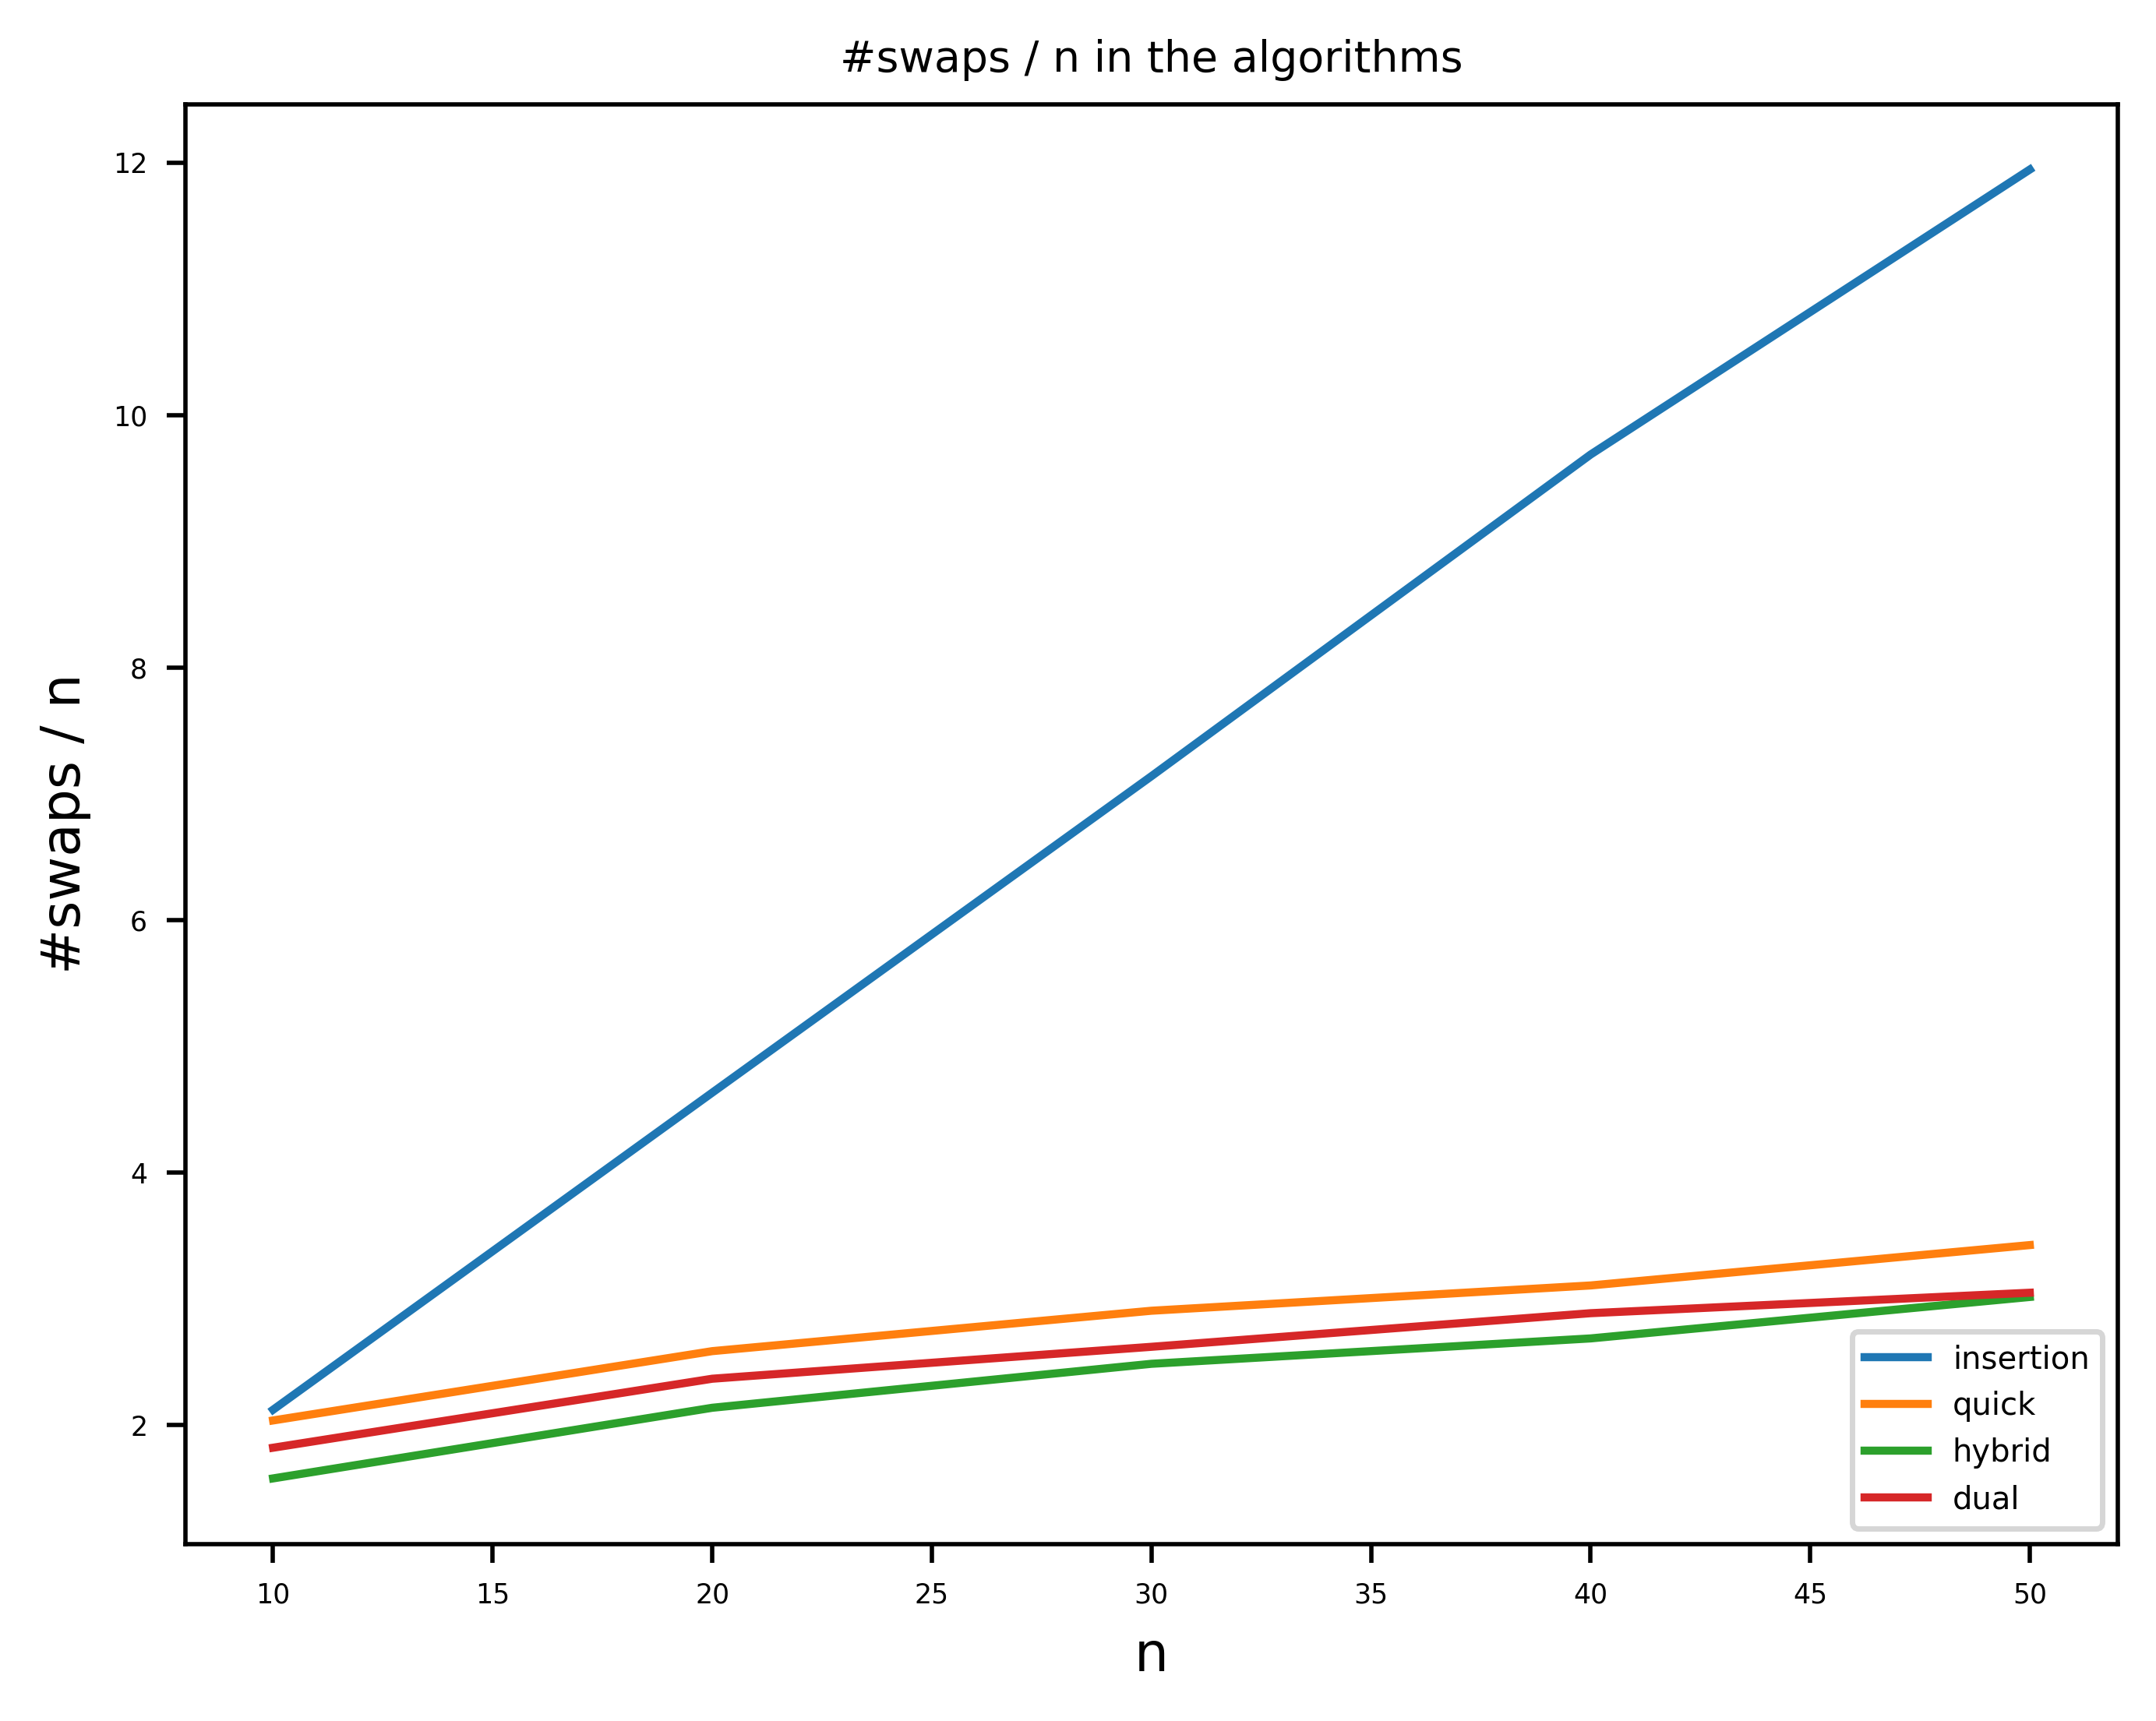 #swaps / n in the algorithms
#swaps / n
12
10
8
6
4
2
10 15 20 25 30 35 40 45 50
n
insertion
quick
hybrid
dual